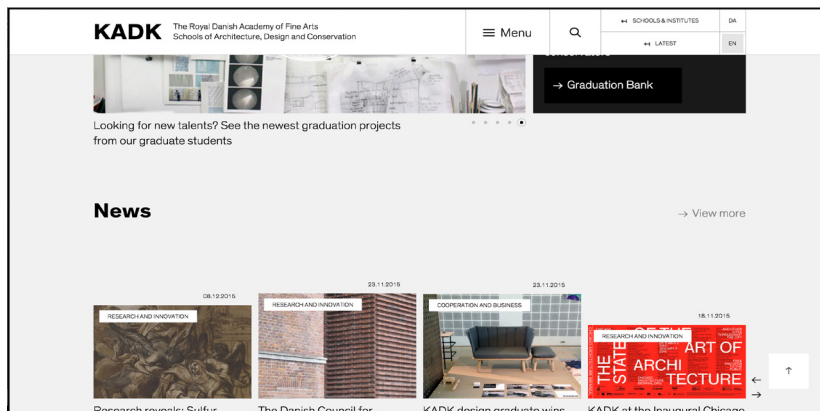 KADK
The Royal Danish Academy of Fine Arts
Schools of Architecture, Design and Conservation
Menu
SCHOOLS & INSTITUTES
DA
LATEST
EN
→ Graduation Bank
Looking for new talents? See the newest graduation projects
from our graduate students
News
→ View more
08.12.2015
RESEARCH AND INNOVATION
23.11.2015
RESEARCH AND INNOVATION
23.11.2015
COOPERATION AND BUSINESS
18.11.2015
RESEARCH AND INNOVATION
THE STATE
OF THE
ART OF
ARCHI
TECTURE
Research reveals: Sulfur
The Danish Council for
KADK design graduate wins
KADK at the Inaugural Chicago